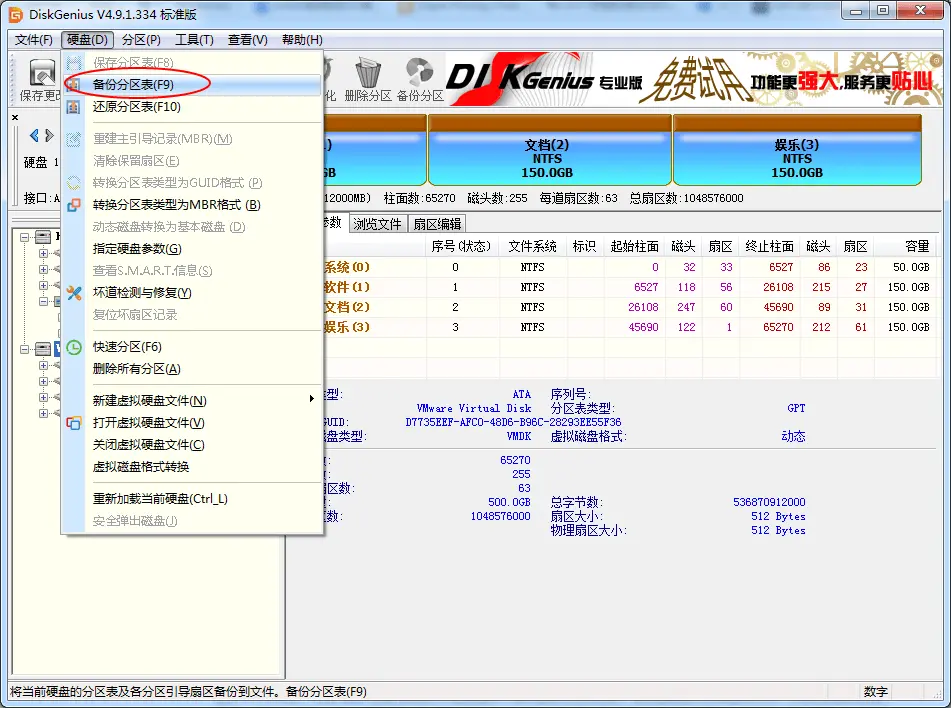 DiskGenius V4.9.1.334 标准版
文件(F) 硬盘(D) 分区(P) 工具(T) 查看(V) 帮助(H)
保存更 化 删除分区 备份分区
DISKGenius 专业版 免费试用 功能更强大,服务更贴心
保存分区表(F8)
备份分区表(F9)
还原分区表(F10)
重建主引导记录(MBR)(M)
清除保留扇区(E)
转换分区表类型为GUID格式 (P)
转换分区表类型为MBR格式 (B)
动态磁盘转换为基本磁盘 (D)
指定硬盘参数(G)
查看S.M.A.R.T.信息(S)
坏道检测与修复(Y)
复位坏扇区记录
快速分区(F6)
删除所有分区(A)
新建虚拟硬盘文件(N)
打开虚拟硬盘文件(V)
关闭虚拟硬盘文件(C)
虚拟磁盘格式转换
重新加载当前硬盘(Ctrl_L)
安全弹出磁盘(J)
硬盘 1
接口:A
)
GB
文档(2)
NTFS
150.0GB
娱乐(3)
NTFS
150.0GB
12000MB) 柱面数:65270 磁头数:255 每道扇区数:63 总扇区数:1048576000
参数 浏览文件 扇区编辑
序号(状态) 文件系统 标识 起始柱面 磁头 扇区 终止柱面 磁头 扇区 容量
系统(0) 0 NTFS 0 32 33 6527 86 23 50.0GB
软件(1) 1 NTFS 6527 118 56 26108 215 27 150.0GB
文档(2) 2 NTFS 26108 247 60 45690 89 31 150.0GB
娱乐(3) 3 NTFS 45690 122 1 65270 212 61 150.0GB
类型: ATA 序列号:
VMware Virtual Disk 分区表类型: GPT
GUID: D7735EEF-AFC0-48D6-B96C-28293EE55F36
盘类型: VMDK 虚拟磁盘格式: 动态
: 65270
: 255
区数: 63
: 500.0GB 总字节数: 536870912000
数: 1048576000 扇区大小: 512 Bytes
物理扇区大小: 512 Bytes
将当前硬盘的分区表及各分区引导扇区备份到文件。备份分区表(F9) 数字